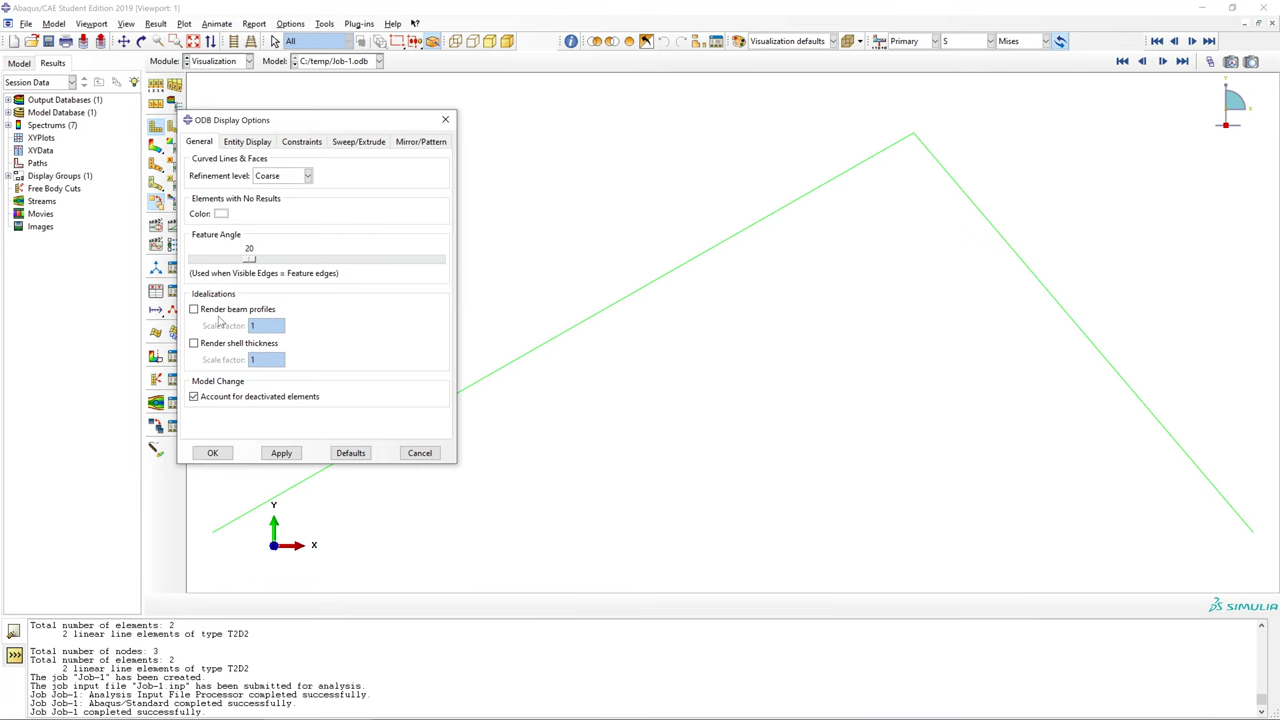 Abaqus/CAE Student Edition 2019 [Viewport: 1]
File Model Viewport View Result Plot Animate Report Options Tools Plug-ins Help
All Visualization defaults Primary S Mises
Model Results Module: Visualization Model: C:/temp/Job-1.odb
Session Data
Output Databases (1)
Model Database (1)
Spectrums (7)
XYPlots
XYData
Paths
Display Groups (1)
Free Body Cuts
Streams
Movies
Images
ODB Display Options
General Entity Display Constraints Sweep/Extrude Mirror/Pattern
Curved Lines & Faces
Refinement level: Coarse
Elements with No Results
Color:
Feature Angle
20
(Used when Visible Edges = Feature edges)
Idealizations
Render beam profiles
Scale factor: 1
Render shell thickness
Scale factor: 1
Model Change
Account for deactivated elements
OK Apply Defaults Cancel
Y
X
Y
X
SIMULIA
Total number of elements: 2
2 linear line elements of type T2D2
Total number of nodes: 3
Total number of elements: 2
2 linear line elements of type T2D2
The job "Job-1" has been created.
The job input file "Job-1.inp" has been submitted for analysis.
Job Job-1: Analysis Input File Processor completed successfully.
Job Job-1: Abaqus/Standard completed successfully.
Job Job-1 completed successfully.